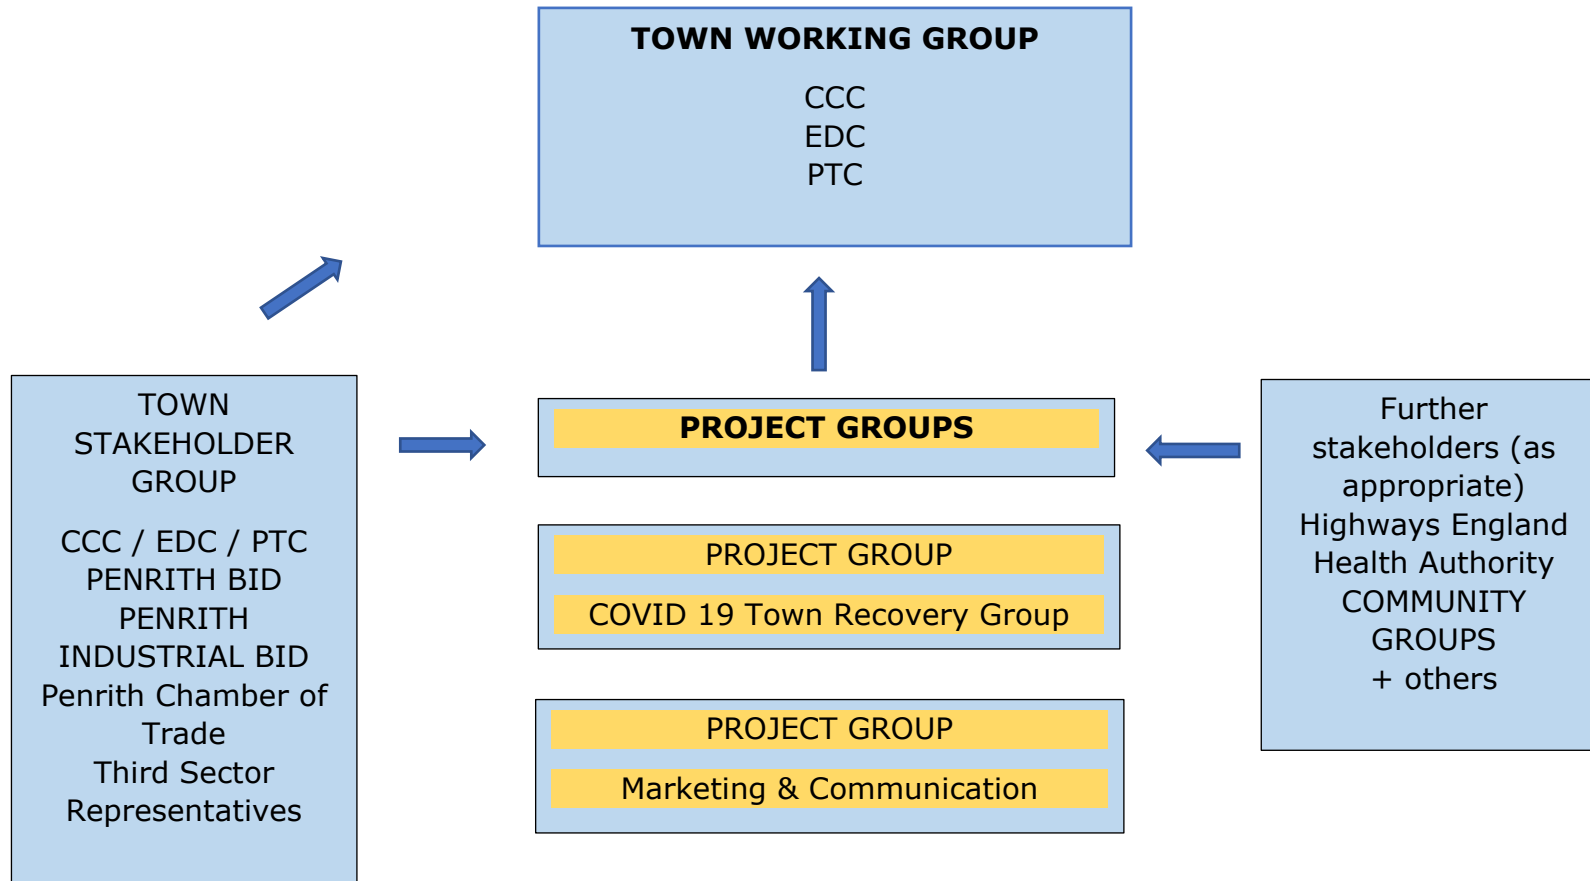 TOWN WORKING GROUP
CCC
EDC
PTC
TOWN
STAKEHOLDER
GROUP
CCC / EDC / PTC
PENRITH BID
PENRITH
INDUSTRIAL BID
Penrith Chamber of
Trade
Third Sector
Representatives
PROJECT GROUPS
PROJECT GROUP
COVID 19 Town Recovery Group
PROJECT GROUP
Marketing & Communication
Further
stakeholders (as
appropriate)
Highways England
Health Authority
COMMUNITY
GROUPS
+ others